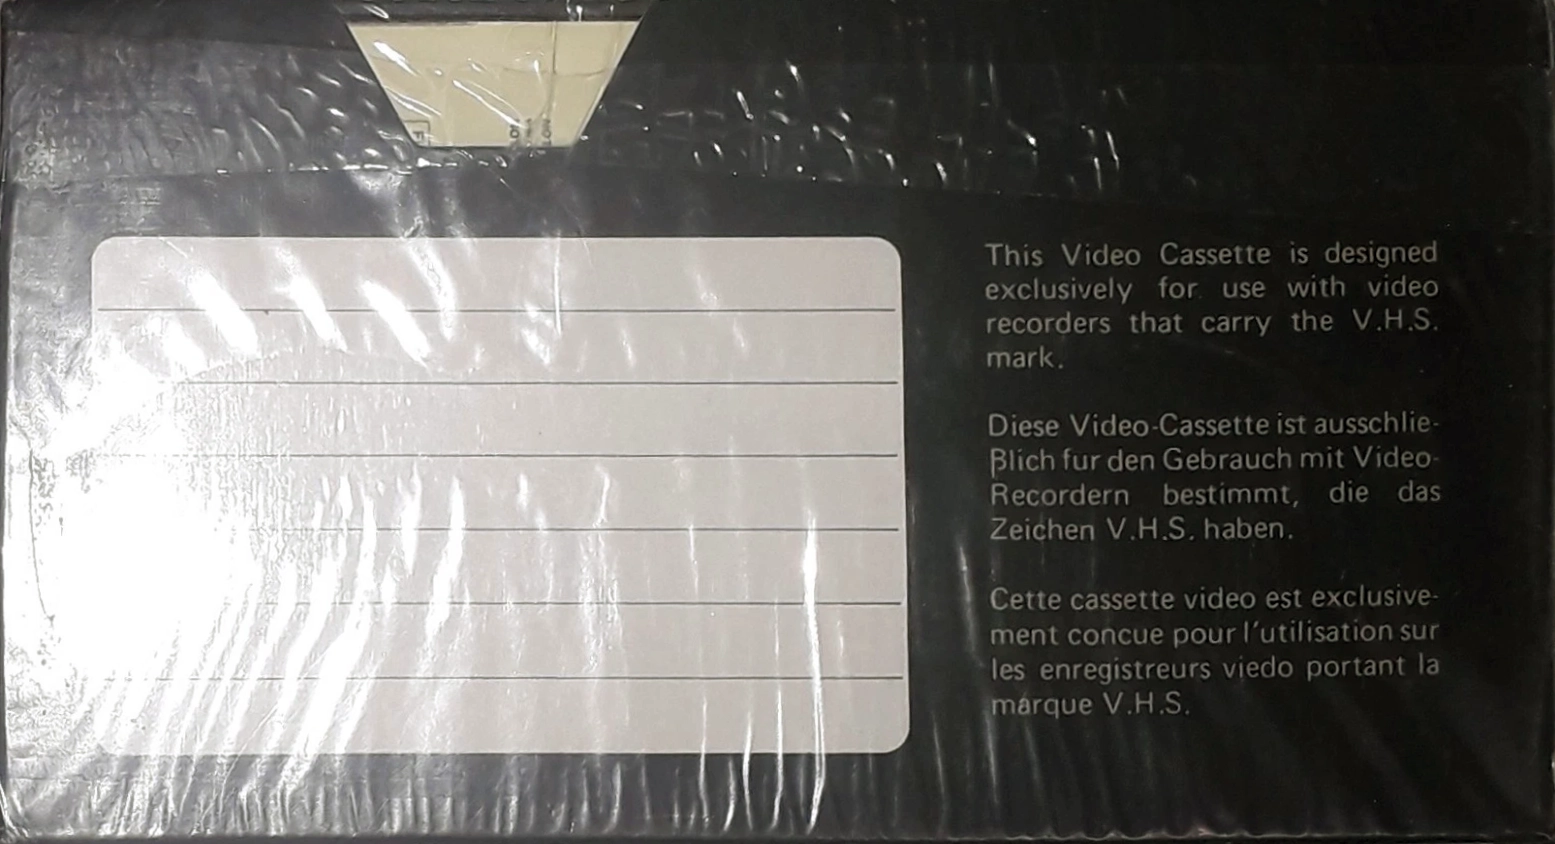 This Video Cassette is designed
exclusively for use with video
recorders that carry the V.H.S.
mark.
Diese Video-Cassette ist ausschlie-
βlich fur den Gebrauch mit Video-
Recordern bestimmt, die das
Zeichen V.H.S. haben.
Cette cassette video est exclusive-
ment concue pour l'utilisation sur
les enregistreurs viedo portant la
marque V.H.S.